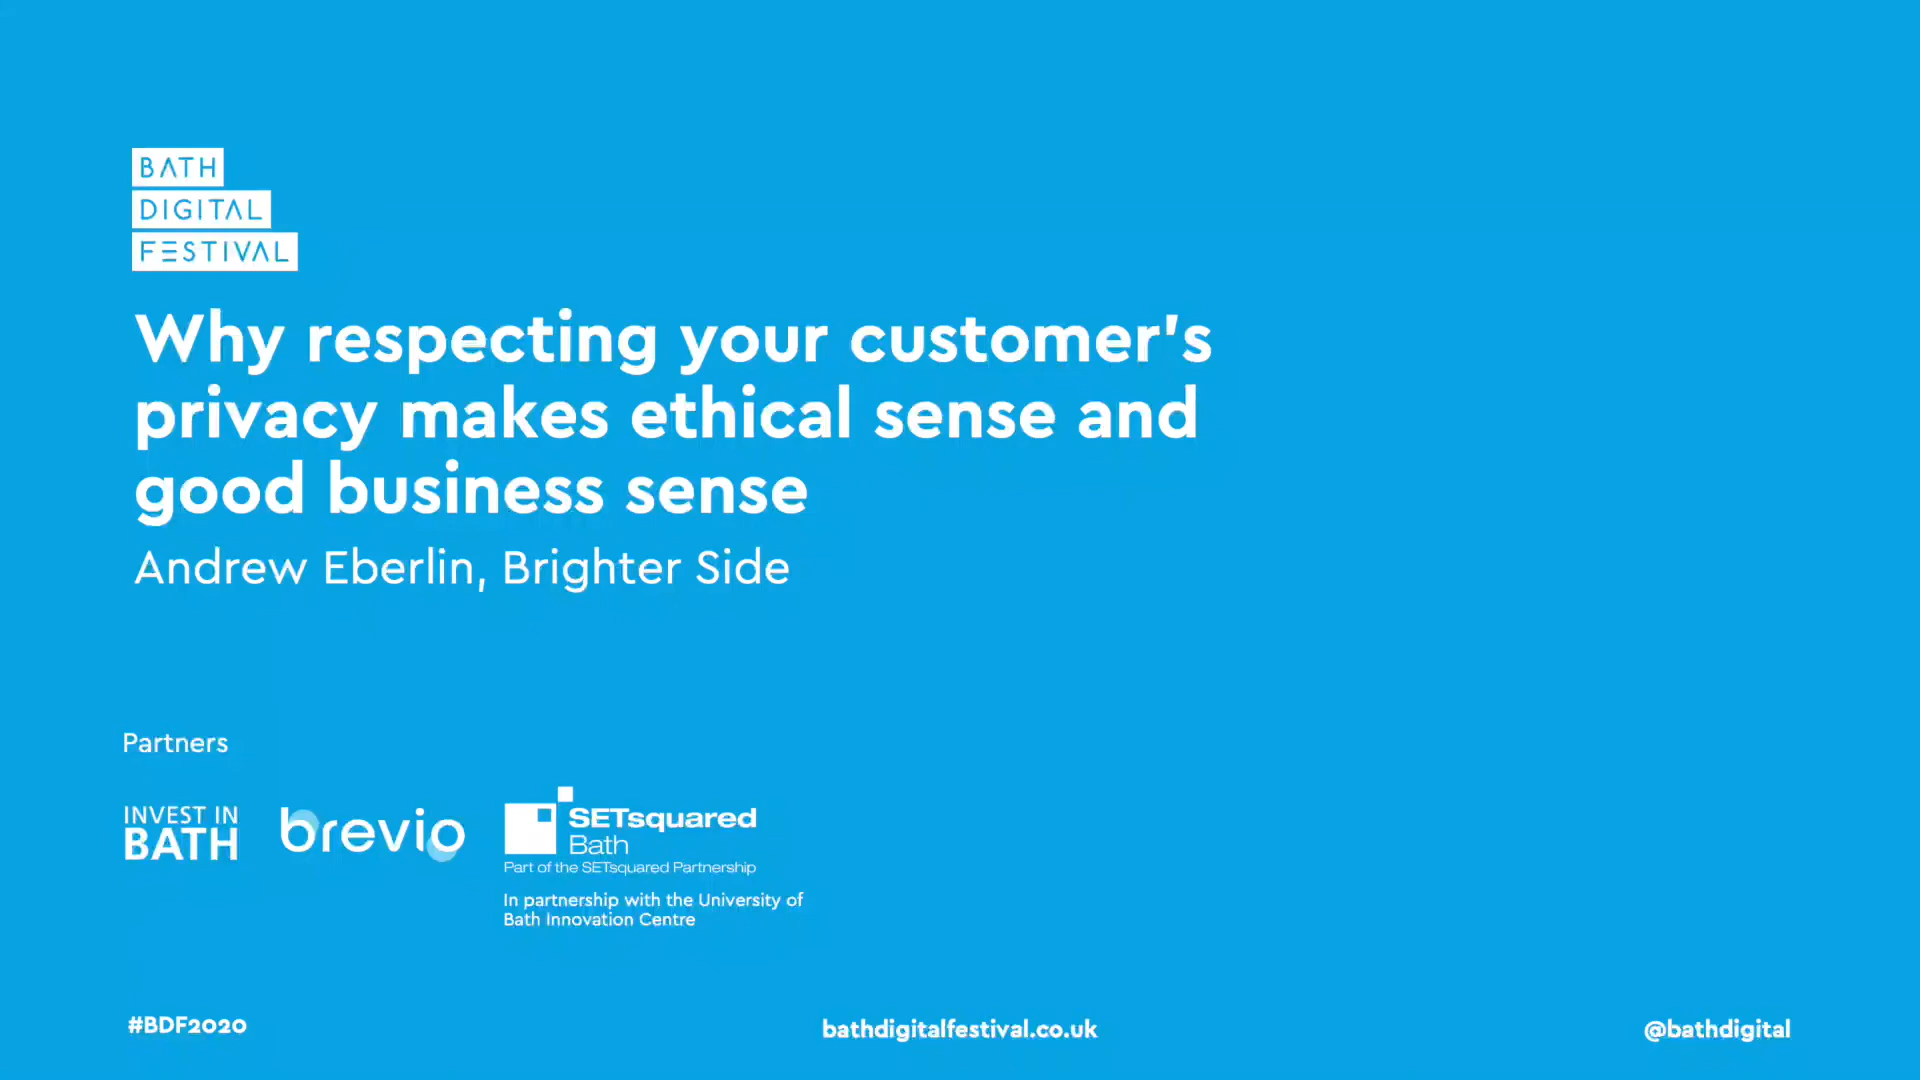 BATH
DIGITAL
FESTIVAL
Why respecting your customer's
privacy makes ethical sense and
good business sense
Andrew Eberlin, Brighter Side
Partners
INVEST IN
BATH
brevio
SETsquared
Bath
Part of the SETsquared Partnership
In partnership with the University of
Bath Innovation Centre
#BDF2020
bathdigitalfestival.co.uk
@bathdigital